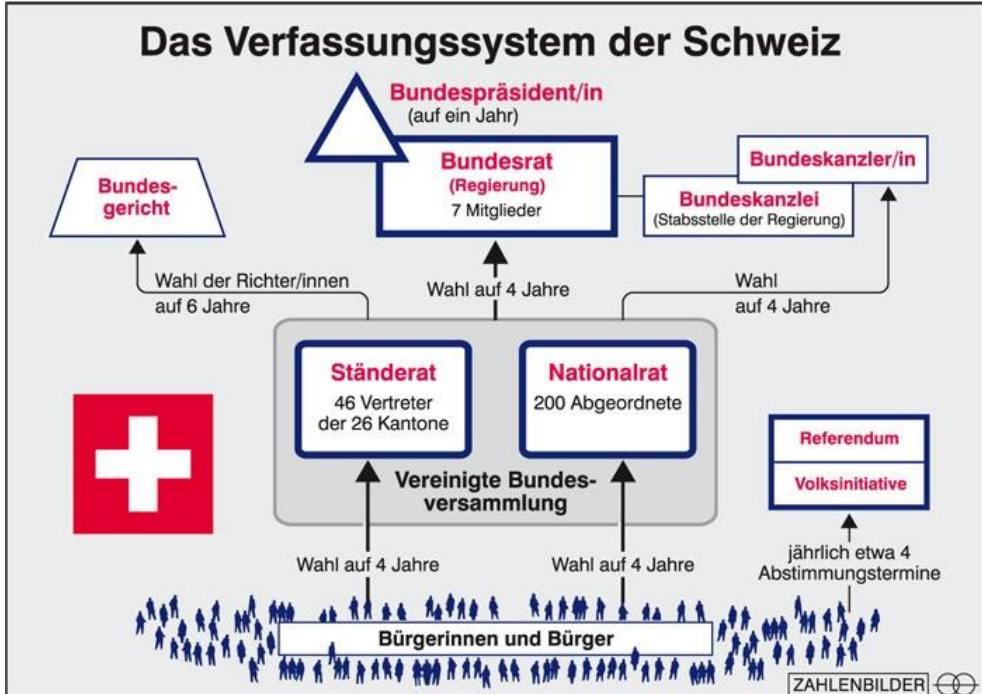 Das Verfassungssystem der Schweiz
Bundespräsident/in
(auf ein Jahr)
Bundesrat
(Regierung)
7 Mitglieder
Bundeskanzler/in
Bundeskanzlei
(Stabsstelle der Regierung)
Bundes-
gericht
Wahl der Richter/innen
auf 6 Jahre
Wahl auf 4 Jahre
Wahl
auf 4 Jahre
Ständerat
46 Vertreter
der 26 Kantone
Nationalrat
200 Abgeordnete
Vereinigte Bundes-
versammlung
Referendum
Volksinitiative
Wahl auf 4 Jahre
Wahl auf 4 Jahre
jährlich etwa 4
Abstimmungstermine
Bürgerinnen und Bürger
ZAHLENBILDER